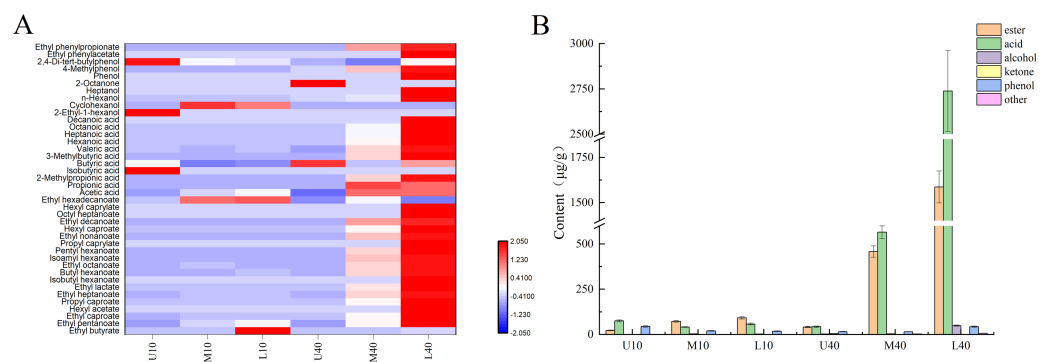 A
Ethyl phenylpropionate
Ethyl phenylacetate
2,4-Di-tert-butylphenol
4-Methylphenol
Phenol
2-Octanone
Heptanol
n-Hexanol
Cyclohexanol
2-Ethyl-1-hexanol
Decanoic acid
Octanoic acid
Heptanoic acid
Hexanoic acid
Valeric acid
3-Methylbutyric acid
Butyric acid
Isobutyric acid
2-Methylpropionic acid
Propionic acid
Acetic acid
Ethyl hexadecanoate
Hexyl caprylate
Octyl heptanoate
Ethyl decanoate
Hexyl caproate
Ethyl nonanoate
Propyl caprylate
Pentyl hexanoate
Isoamyl hexanoate
Ethyl octanoate
Butyl hexanoate
Isobutyl hexanoate
Ethyl lactate
Ethyl heptanoate
Propyl caproate
Hexyl acetate
Ethyl caproate
Ethyl pentanoate
Ethyl butyrate
U10
M10
L10
U40
M40
L40
2.050
1.230
0.4100
-0.4100
-1.230
-2.050
B
ester
acid
alcohol
ketone
phenol
other
Content（μg/g）
3000
2750
2500
1750
1500
500
250
0
U10
M10
L10
U40
M40
L40